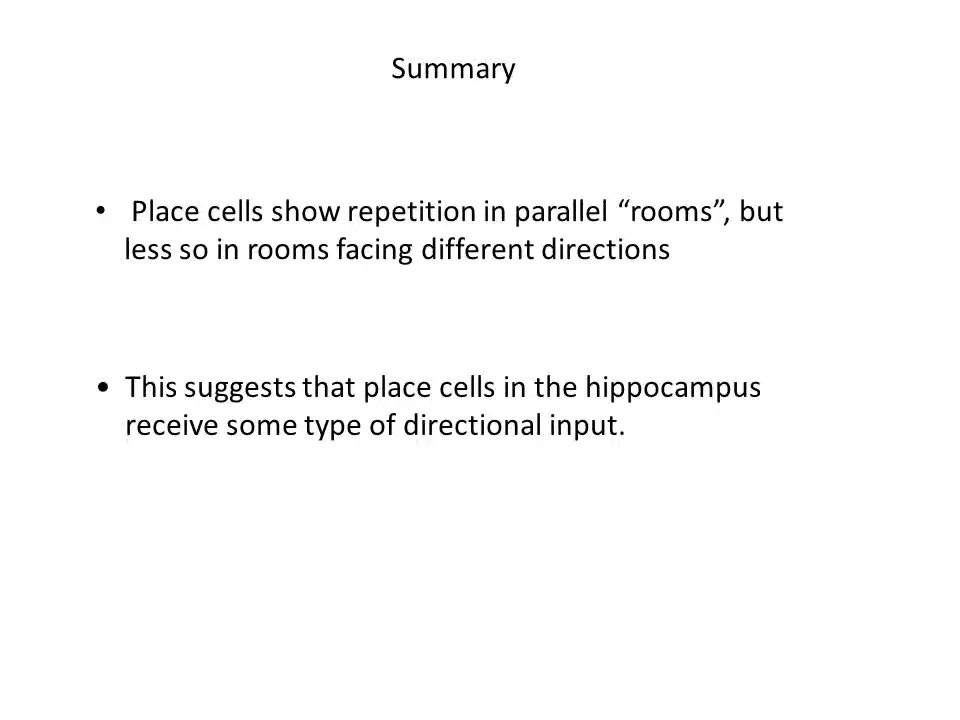 Summary
• Place cells show repetition in parallel “rooms”, but
less so in rooms facing different directions
• This suggests that place cells in the hippocampus
receive some type of directional input.